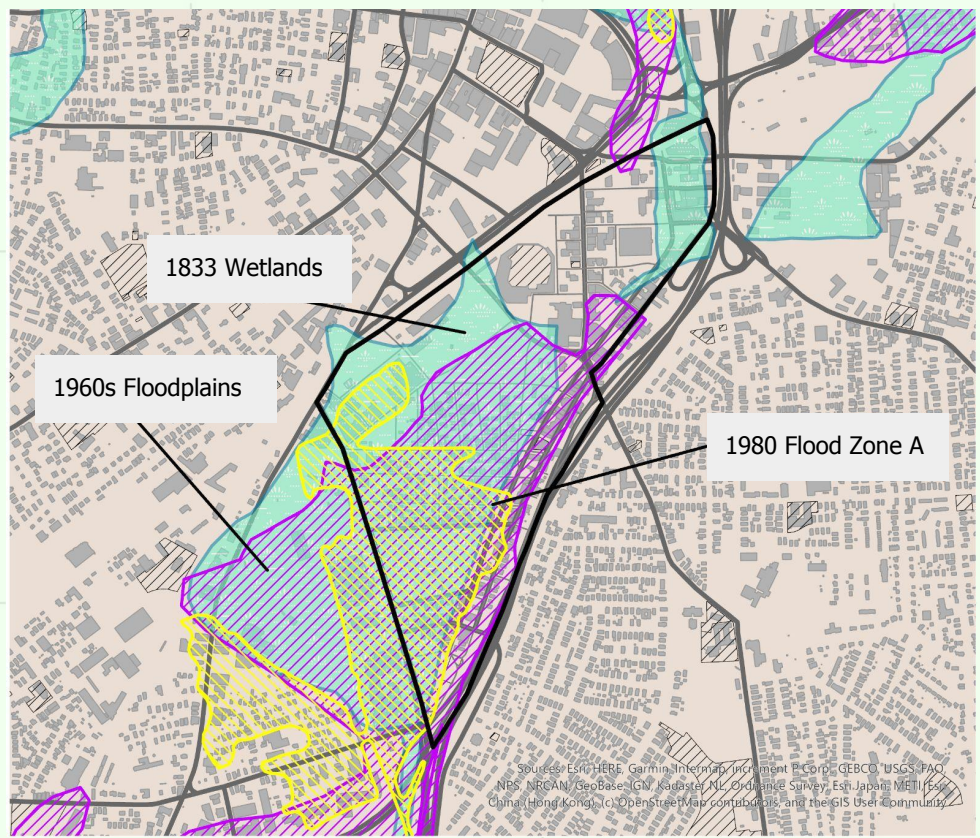 1833 Wetlands
1960s Floodplains
1980 Flood Zone A
Sources: Esri, HERE, Garmin, Intermap, increment P Corp., GEBCO, USGS, FAO,
NPS, NRCAN, GeoBase, IGN, Kadaster NL, Ordnance Survey, Esri Japan, METI, Esri
China (Hong Kong), (c) OpenStreetMap contributors, and the GIS User Community